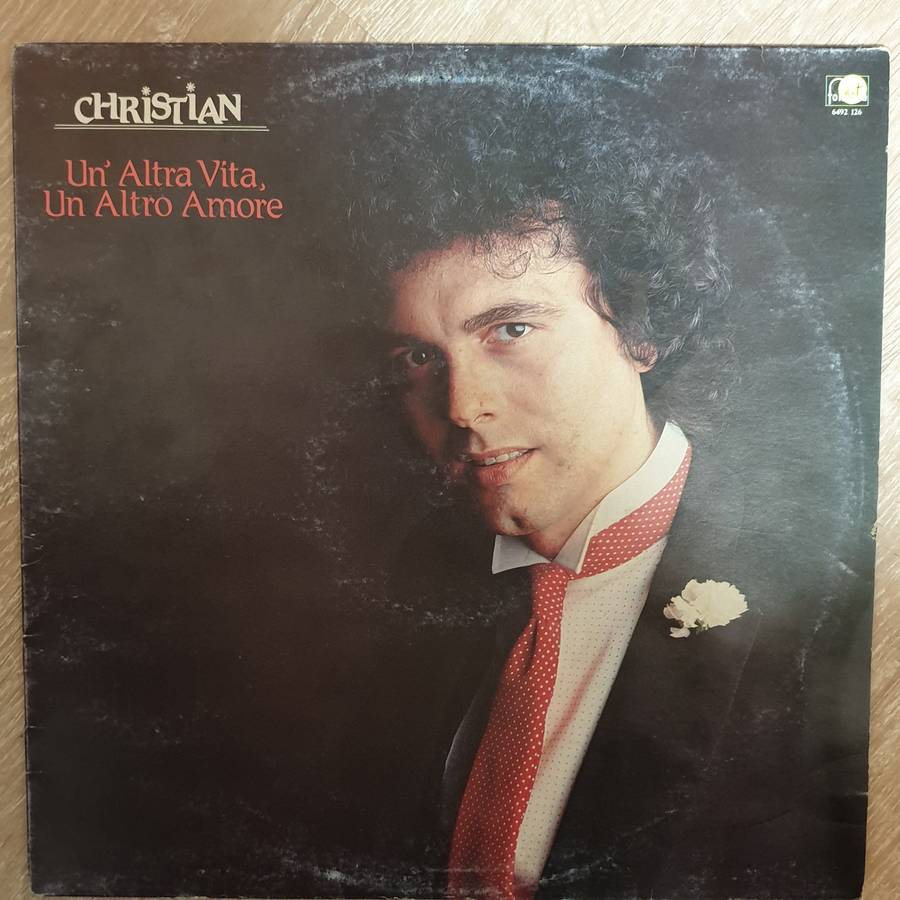 CHRISTIAN
Un' Altra Vita,
Un Altro Amore
6492 126